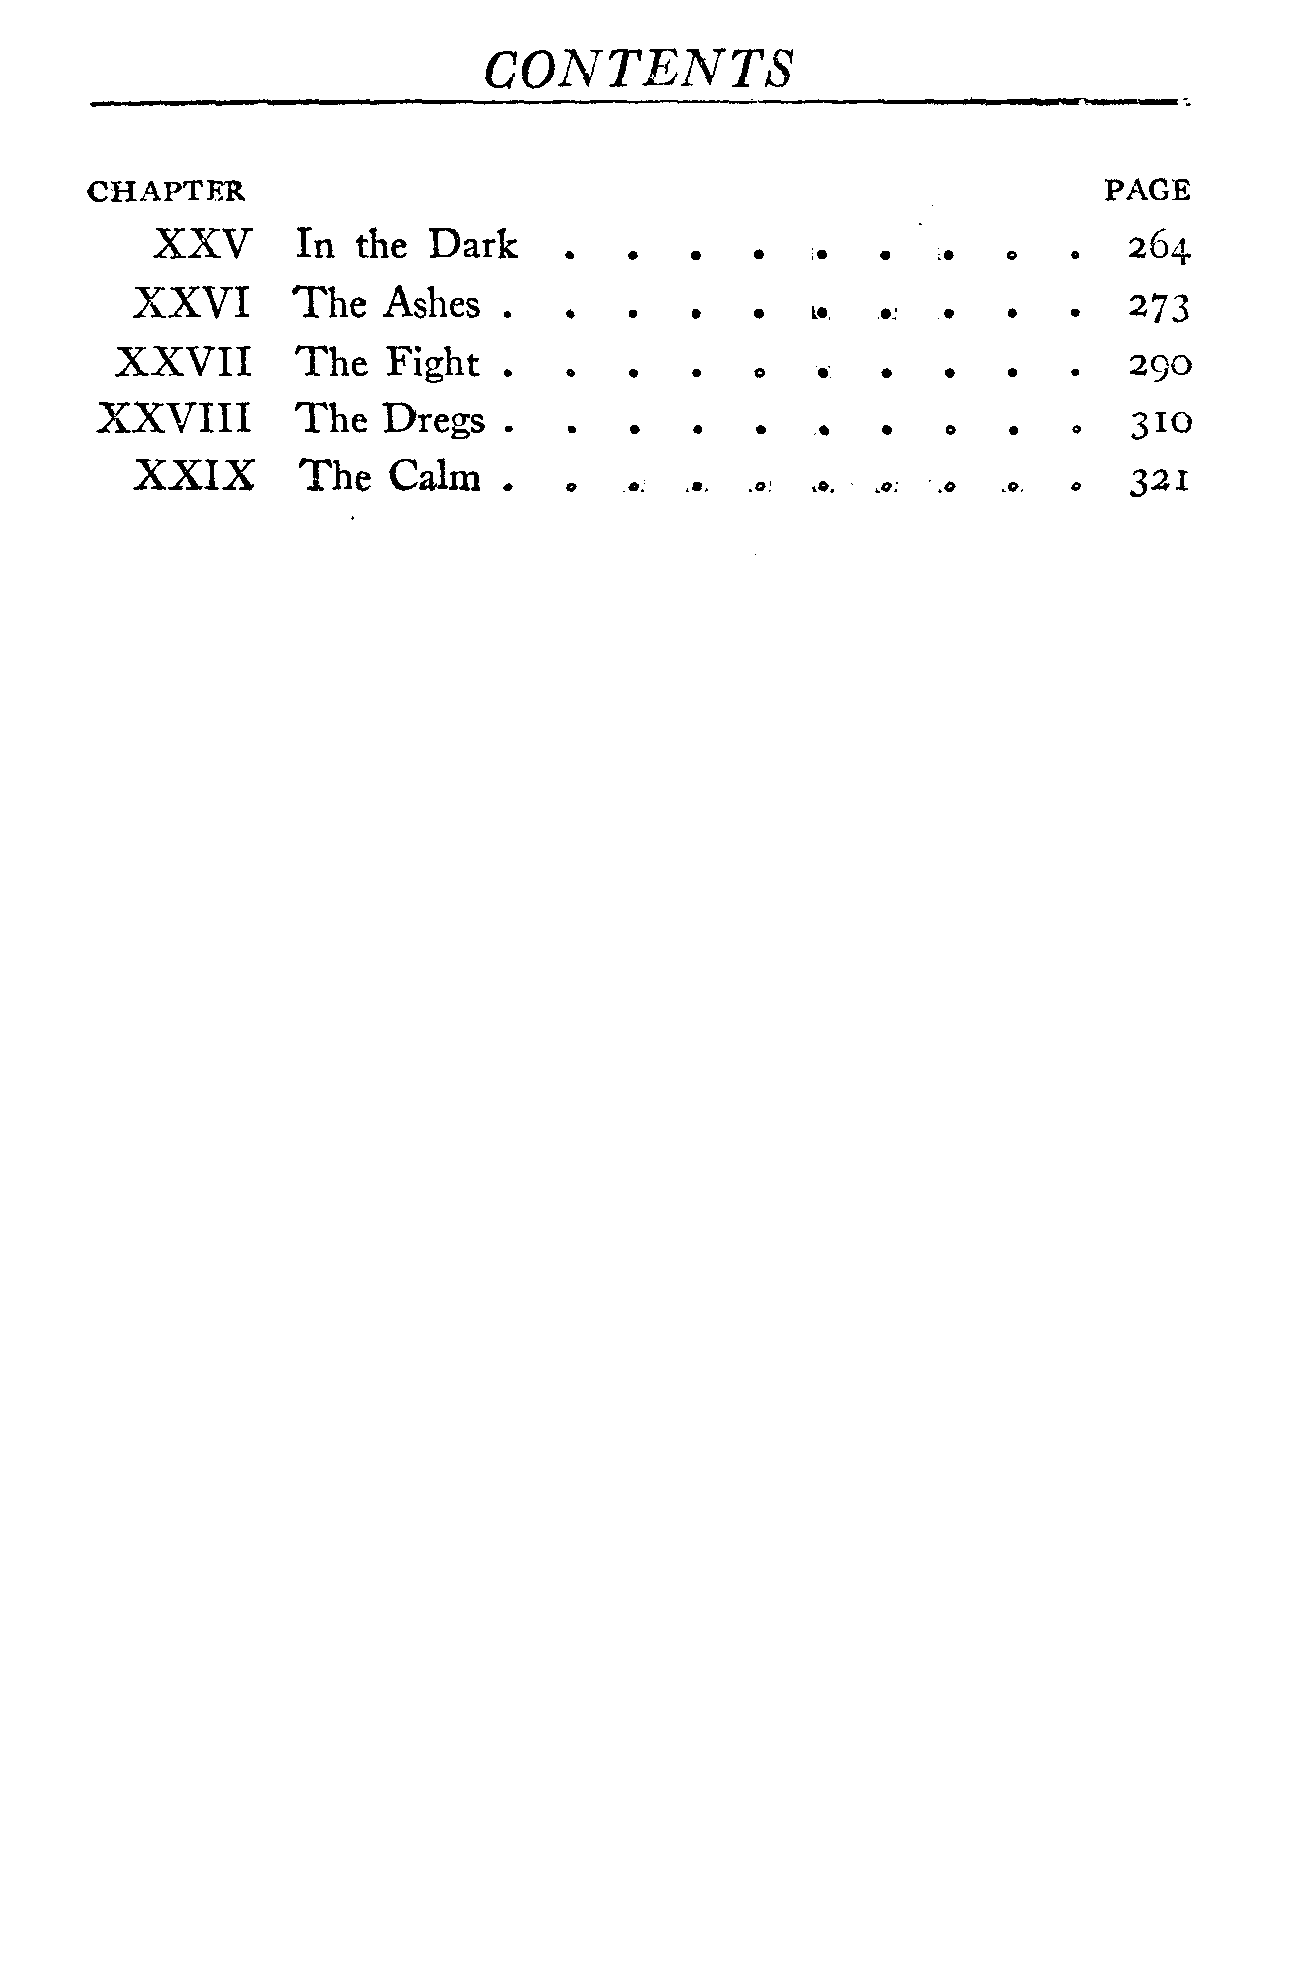 CONTENTS
CHAPTER PAGE
XXV In the Dark . . . . . . . . . 264
XXVI The Ashes . . . . . . . . . . 273
XXVII The Fight . . . . . . . . . . 290
XXVIII The Dregs . . . . . . . . . . 310
XXIX The Calm . . . . . . . . . . 321